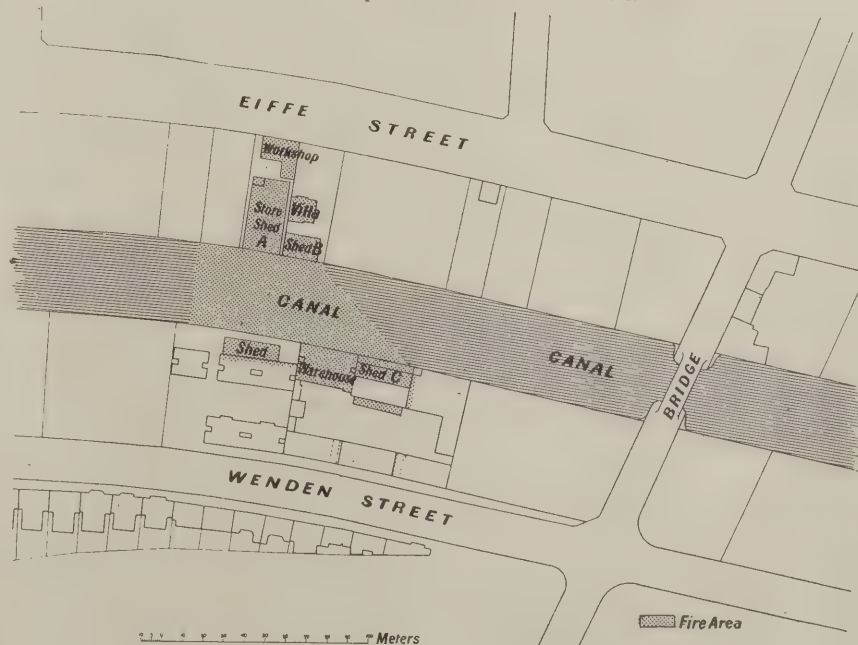 EIFFE STREET
Workshop
Store
Shed
A
Villa
Shed B
CANAL
CANAL
BRIDGE
Shed
Warehouse
Shed C
WENDEN STREET
Meters
Fire Area